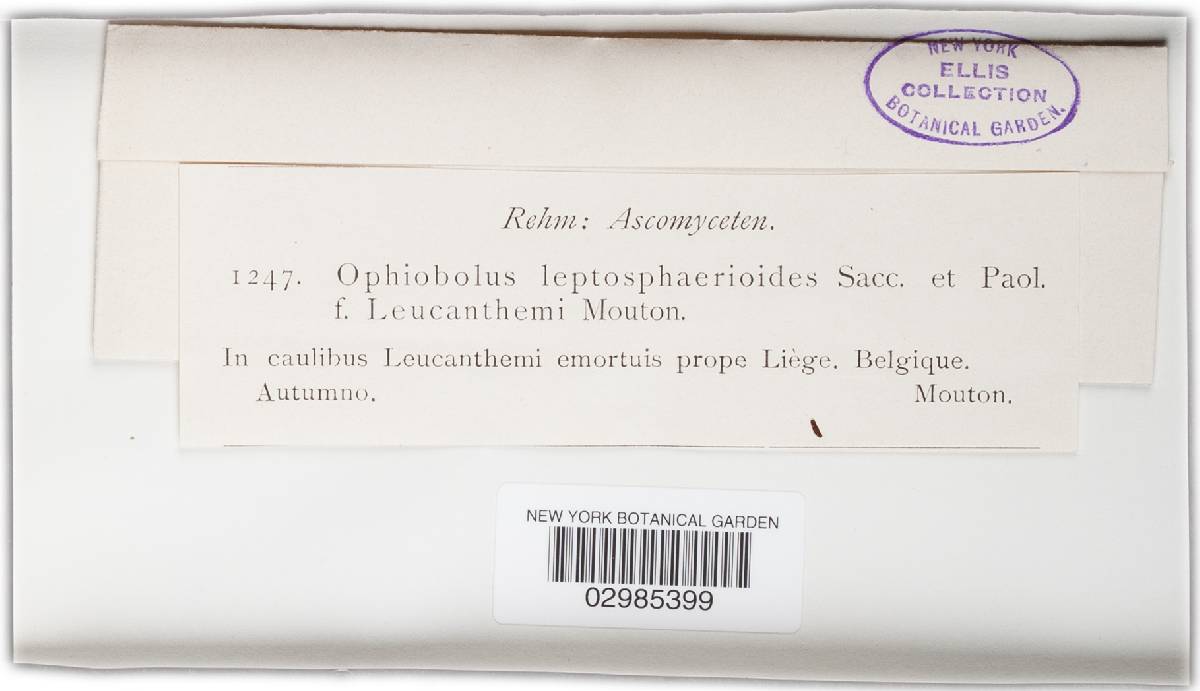 NEW YORK
ELLIS
COLLECTION
BOTANICAL GARDEN.
Rehm: Ascomyceten.
1247. Ophiobolus leptosphaerioides Sacc. et Paol.
f. Leucanthemi Mouton.
In caulibus Leucanthemi emortuis prope Liège. Belgique.
Autumno. Mouton.
NEW YORK BOTANICAL GARDEN
02985399